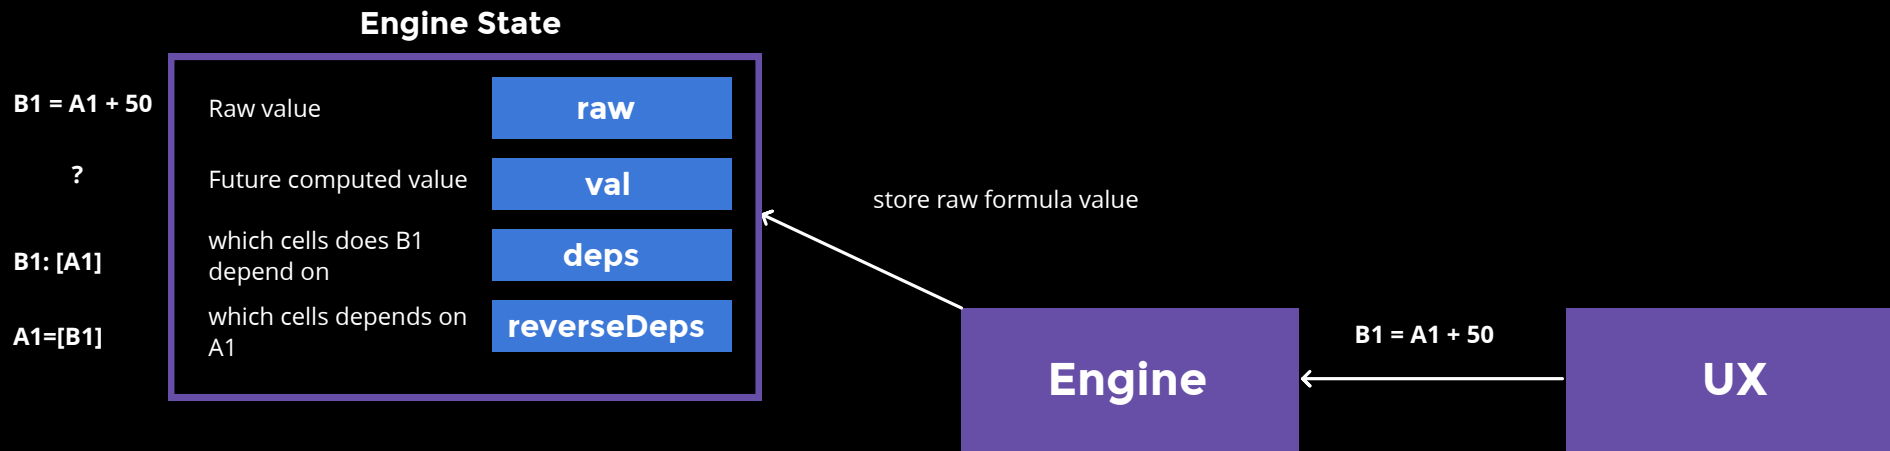 Engine State
B1 = A1 + 50
Raw value
raw
?
Future computed value
val
B1: [A1]
which cells does B1
depend on
deps
A1=[B1]
which cells depends on
A1
reverseDeps
store raw formula value
Engine
B1 = A1 + 50
UX